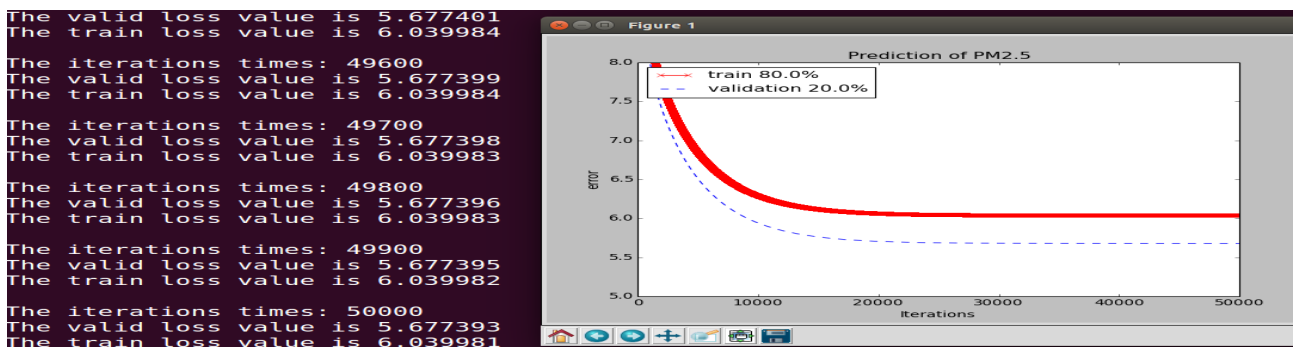 The valid loss value is 5.677401
The train loss value is 6.039984
The iterations times: 49600
The valid loss value is 5.677399
The train loss value is 6.039984
The iterations times: 49700
The valid loss value is 5.677398
The train loss value is 6.039983
The iterations times: 49800
The valid loss value is 5.677396
The train loss value is 6.039983
The iterations times: 49900
The valid loss value is 5.677395
The train loss value is 6.039982
The iterations times: 50000
The valid loss value is 5.677393
The train loss value is 6.039981
Figure 1
Prediction of PM2.5
train 80.0%
validation 20.0%
error
8.0
7.5
7.0
6.5
6.0
5.5
5.0
0 10000 20000 30000 40000 50000
Iterations